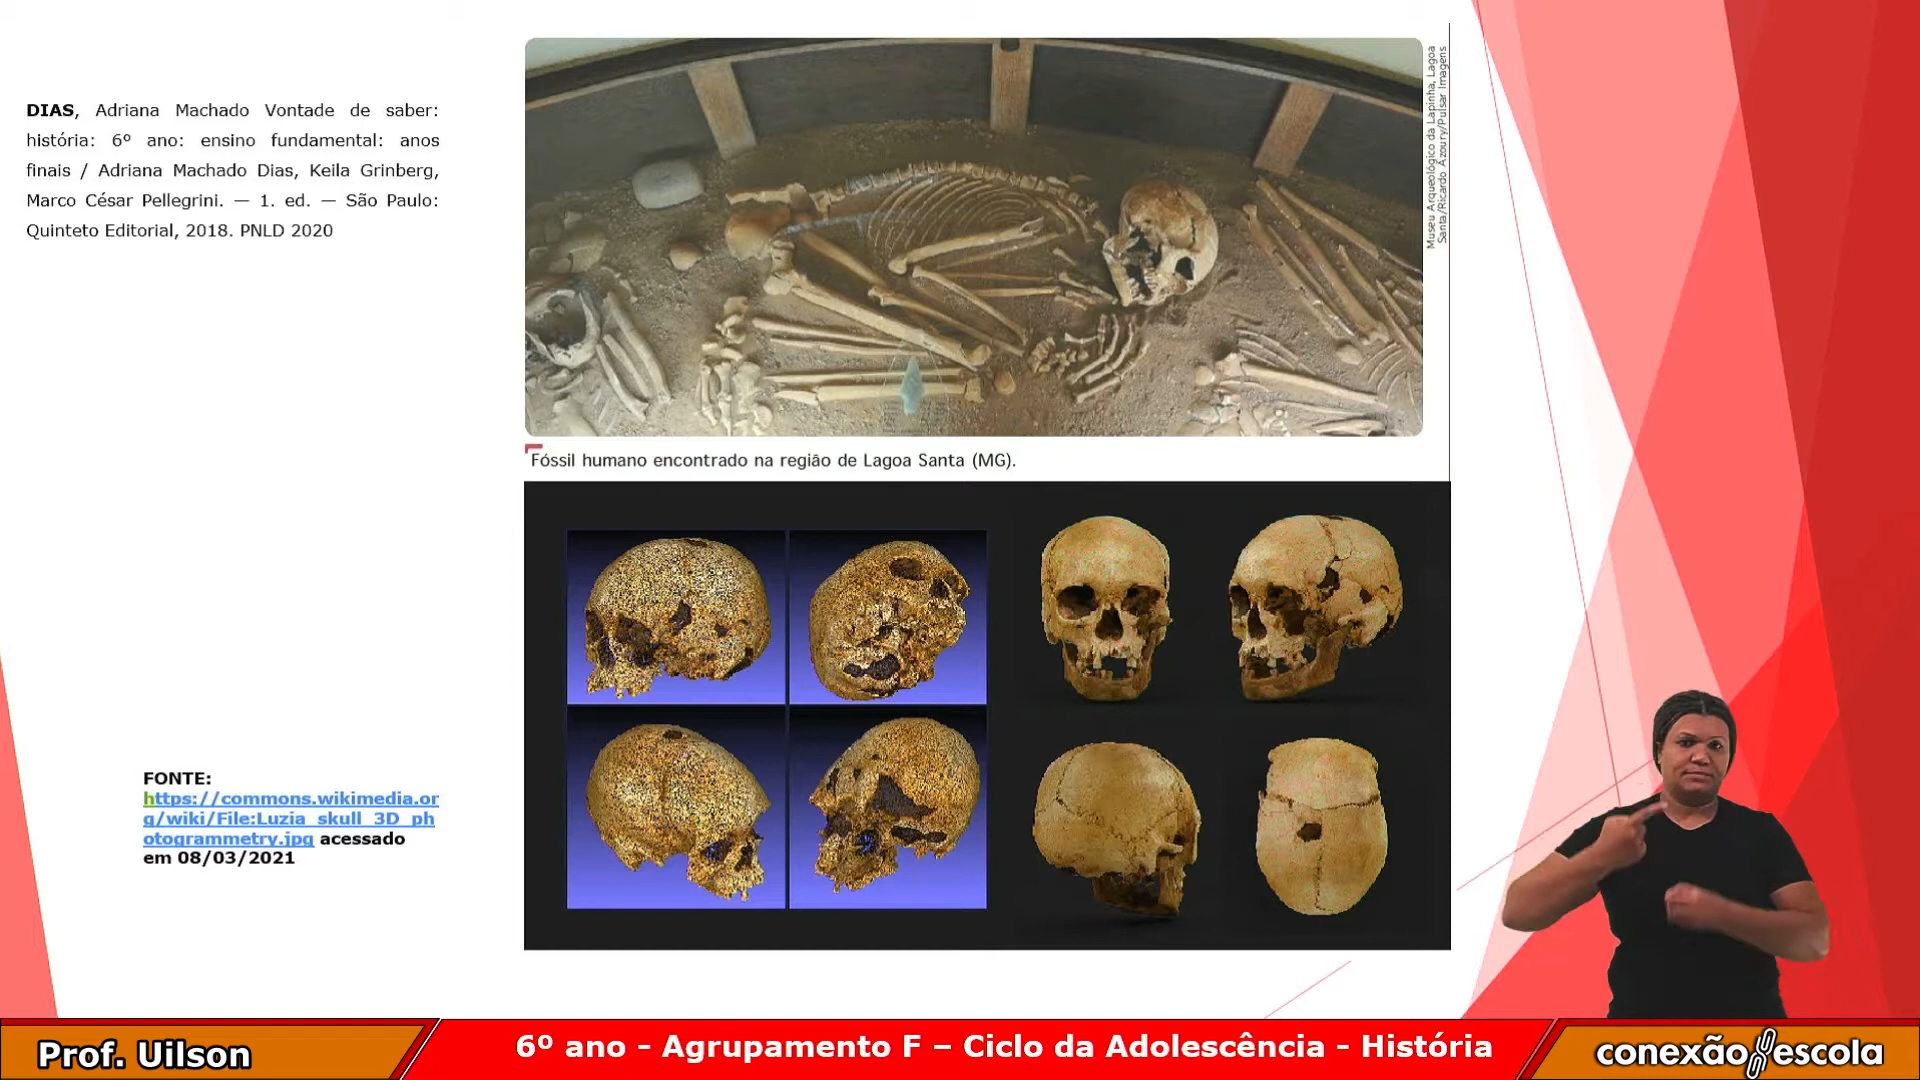 DIAS, Adriana Machado Vontade de saber:
história: 6º ano: ensino fundamental: anos
finais / Adriana Machado Dias, Keila Grinberg,
Marco César Pellegrini. — 1. ed. — São Paulo:
Quinteto Editorial, 2018. PNLD 2020
Museu Arqueológico da Lapinha, Lagoa
Santa/Ricardo Azoury/Pulsar Imagens
Fóssil humano encontrado na região de Lagoa Santa (MG).
FONTE:
https://commons.wikimedia.or
g/wiki/File:Luzia_skull_3D_ph
otogrammetry.jpg acessado
em 08/03/2021
Prof. Uilson
6º ano - Agrupamento F – Ciclo da Adolescência - História
conexão escola